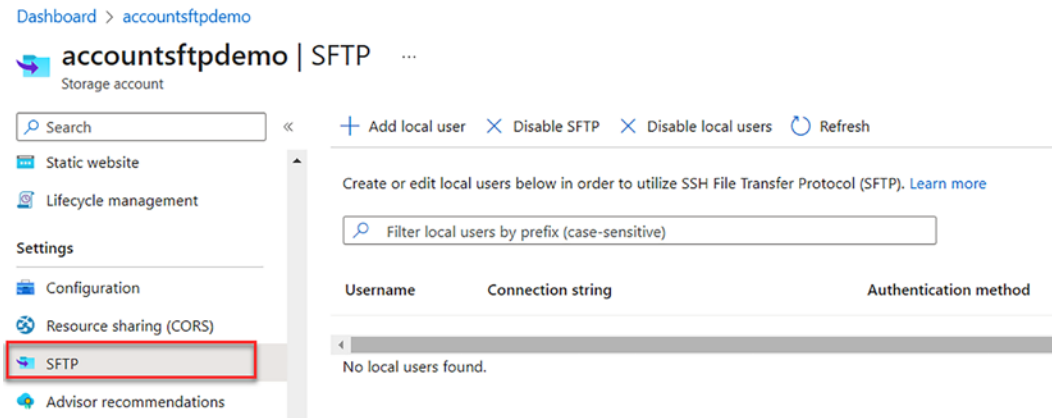 Dashboard > accountsftpdemo
accountsftpdemo | SFTP ...
Storage account
Search «
+ Add local user × Disable SFTP × Disable local users Refresh
Static website
Lifecycle management
Settings
Configuration
Resource sharing (CORS)
SFTP
Advisor recommendations
Create or edit local users below in order to utilize SSH File Transfer Protocol (SFTP). Learn more
Filter local users by prefix (case-sensitive)
Username Connection string Authentication method
No local users found.